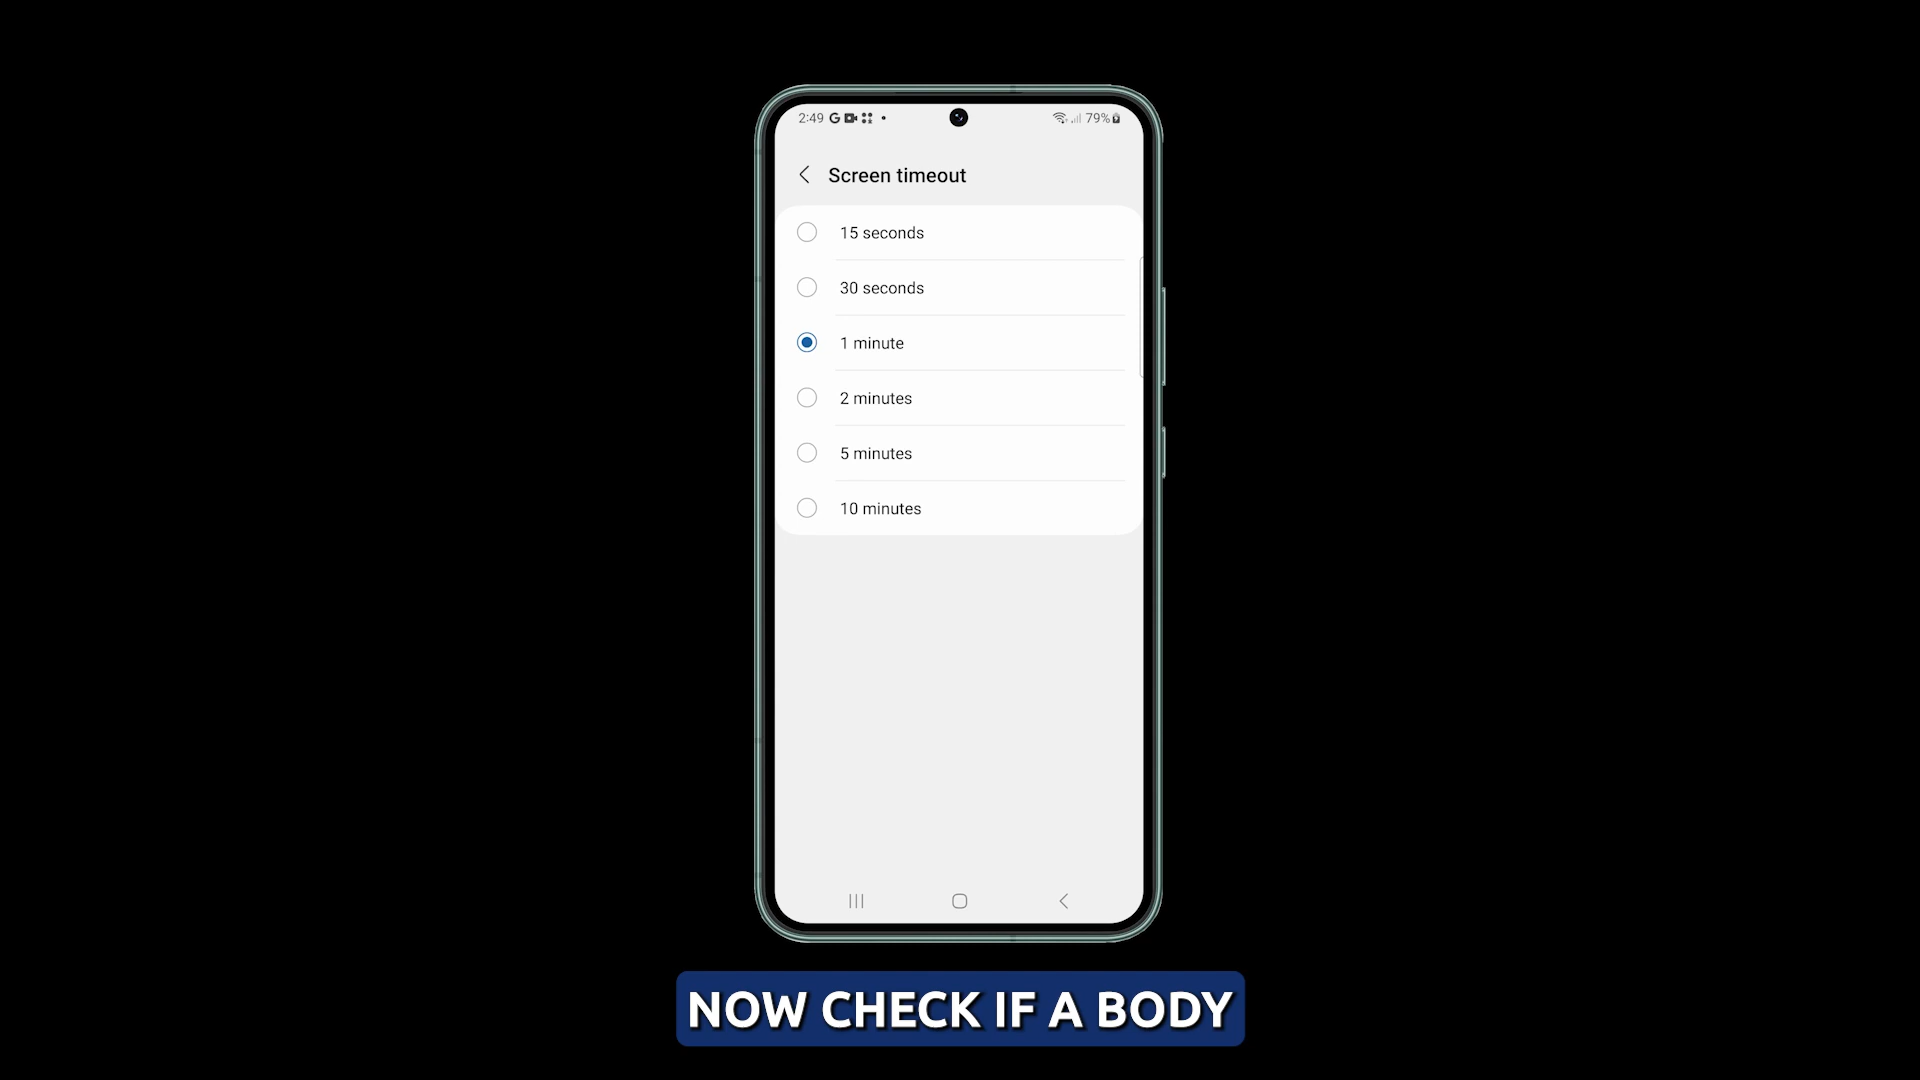 2:49
79%
Screen timeout
15 seconds
30 seconds
1 minute
2 minutes
5 minutes
10 minutes
NOW CHECK IF A BODY